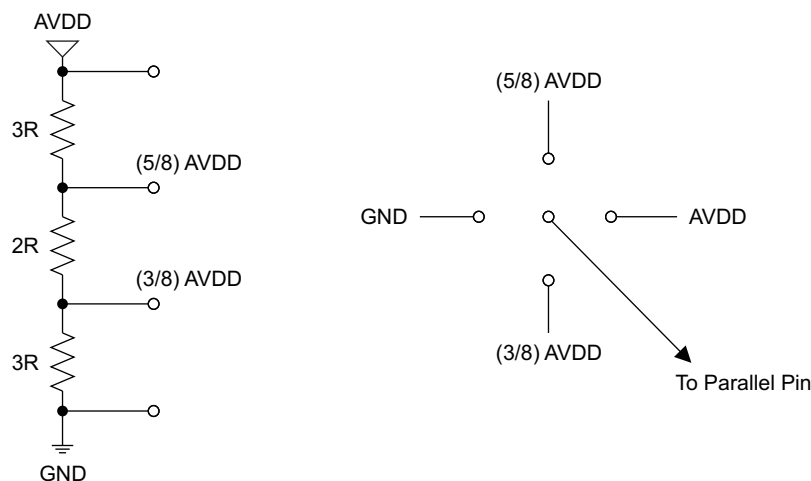 AVDD
3R
(5/8) AVDD
2R
(3/8) AVDD
3R
GND
(5/8) AVDD
GND
AVDD
(3/8) AVDD
To Parallel Pin